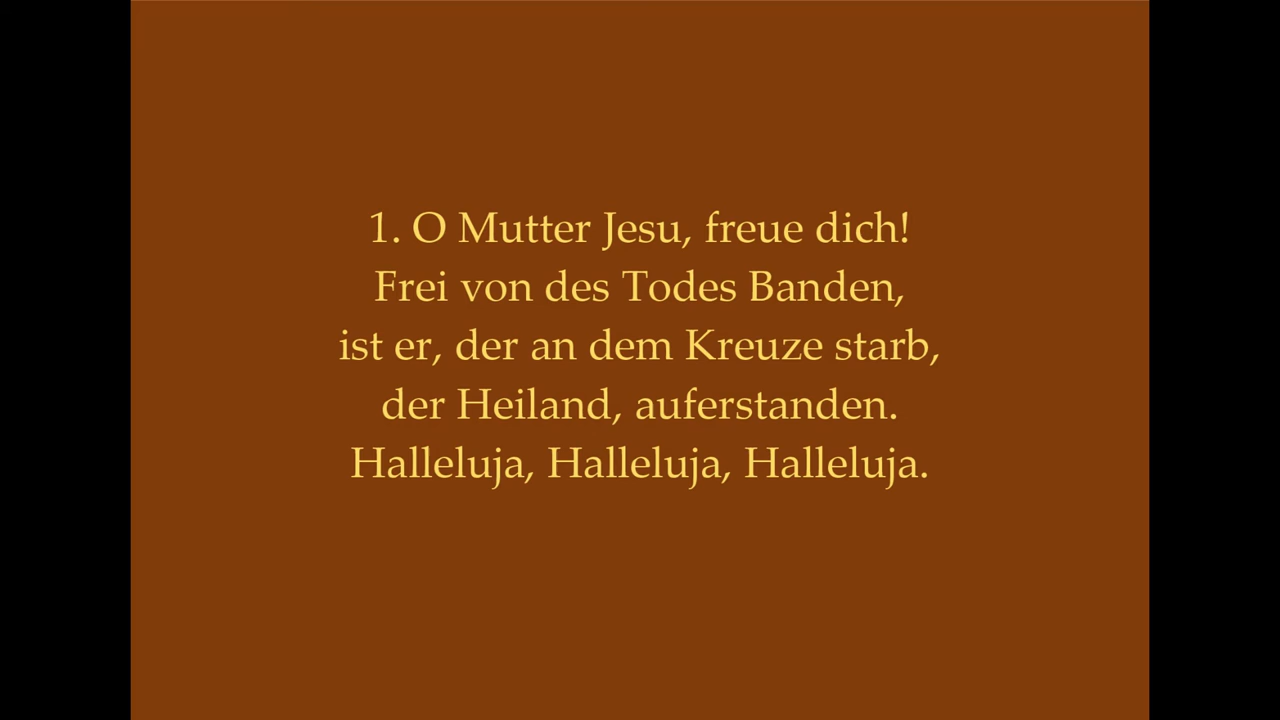 1. O Mutter Jesu, freue dich!
Frei von des Todes Banden,
ist er, der an dem Kreuze starb,
der Heiland, auferstanden.
Halleluja, Halleluja, Halleluja.